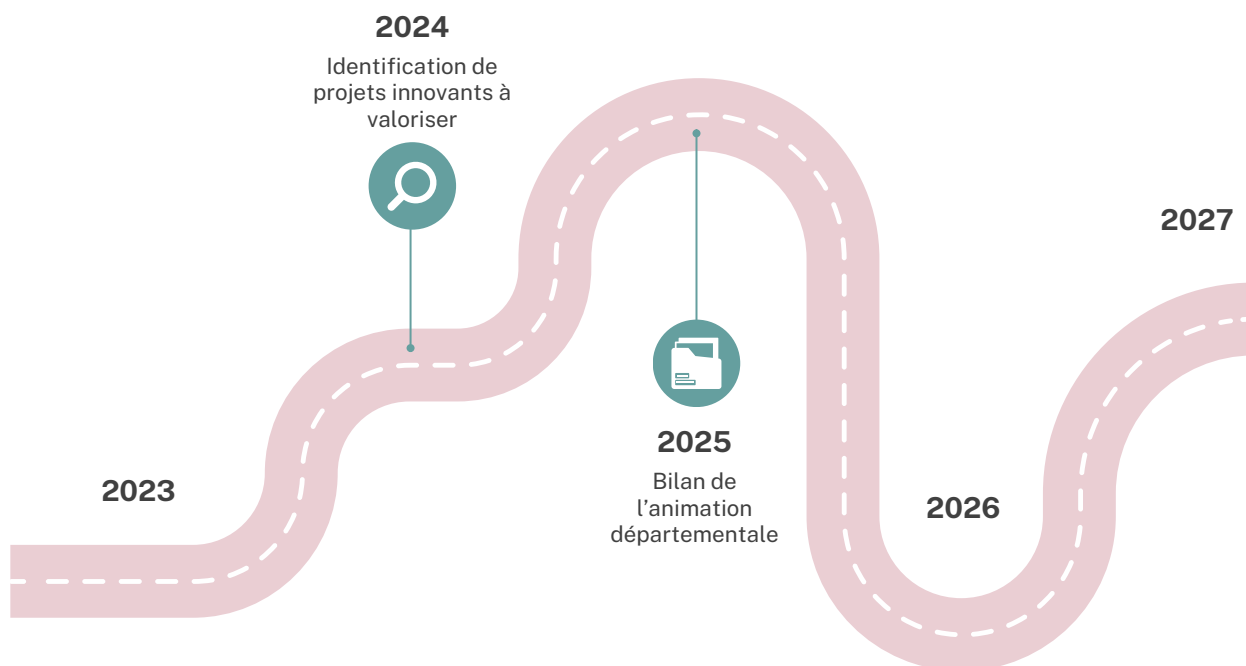 2024
Identification de
projets innovants à
valoriser
2027
2025
Bilan de
l’animation
départementale
2023
2026